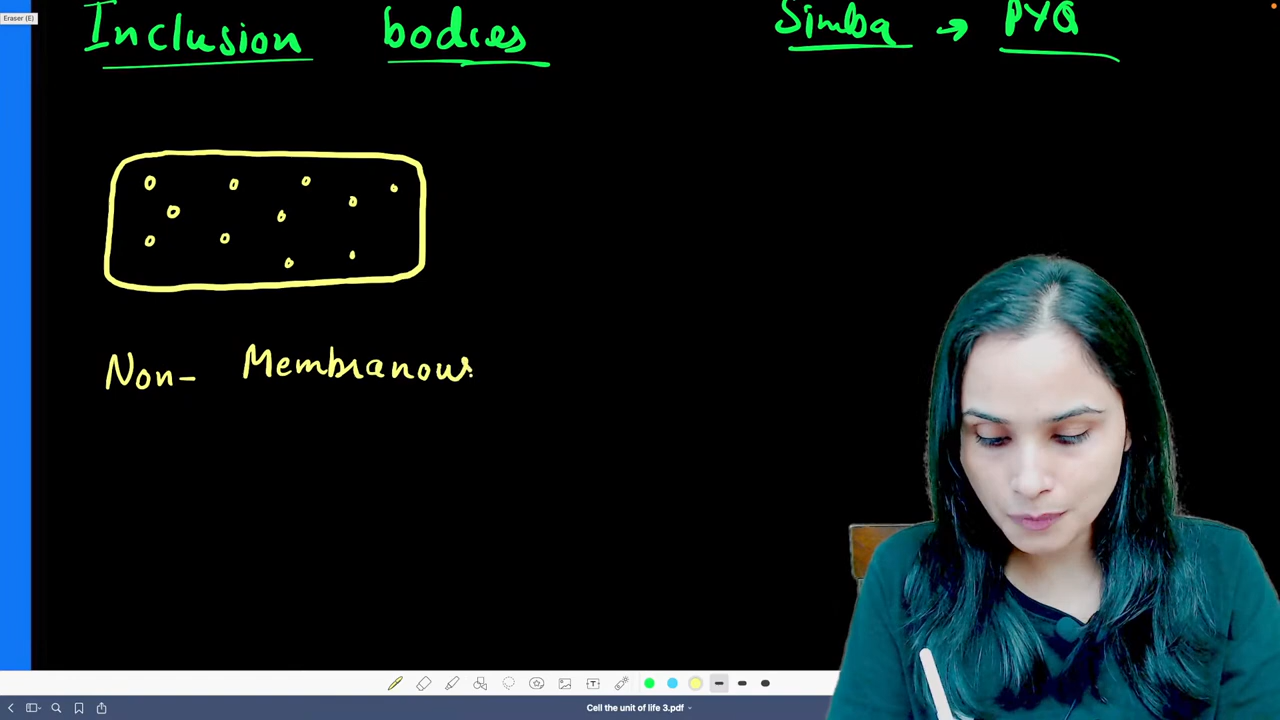 Eraser (E)
Inclusion bodies Simba → PYQ
Non- Membranous
Cell the unit of life 3.pdf